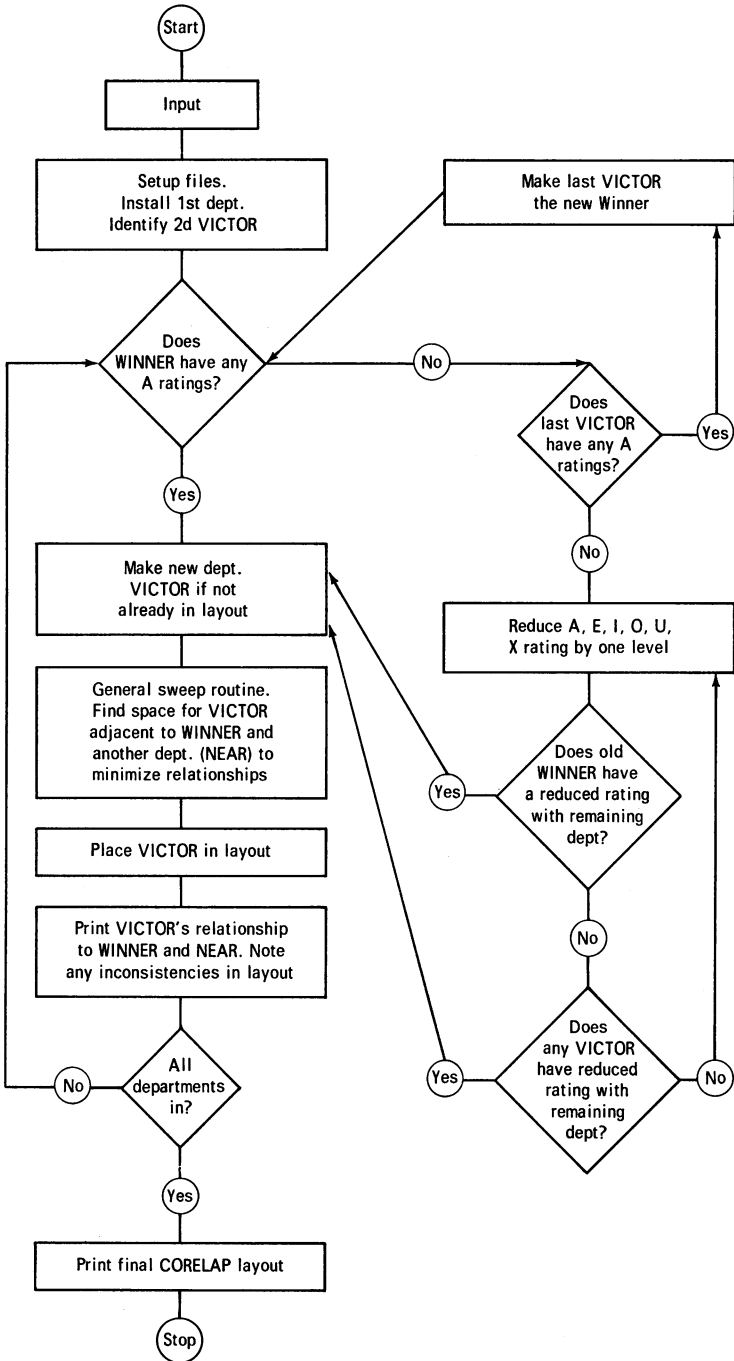 Start
Input
Setup files.
Install 1st dept.
Identify 2d VICTOR
Make last VICTOR
the new Winner
Does
WINNER have any
A ratings?
No
Does
last VICTOR
have any A
ratings?
Yes
Yes
No
Make new dept.
VICTOR if not
already in layout
Reduce A, E, I, O, U,
X rating by one level
General sweep routine.
Find space for VICTOR
adjacent to WINNER and
another dept. (NEAR) to
minimize relationships
Does old
WINNER have
a reduced rating
with remaining
dept?
Yes
Place VICTOR in layout
No
Print VICTOR's relationship
to WINNER and NEAR. Note
any inconsistencies in layout
Does
any VICTOR
have reduced
rating with
remaining
dept?
Yes
No
All
departments
in?
No
Yes
Print final CORELAP layout
Stop